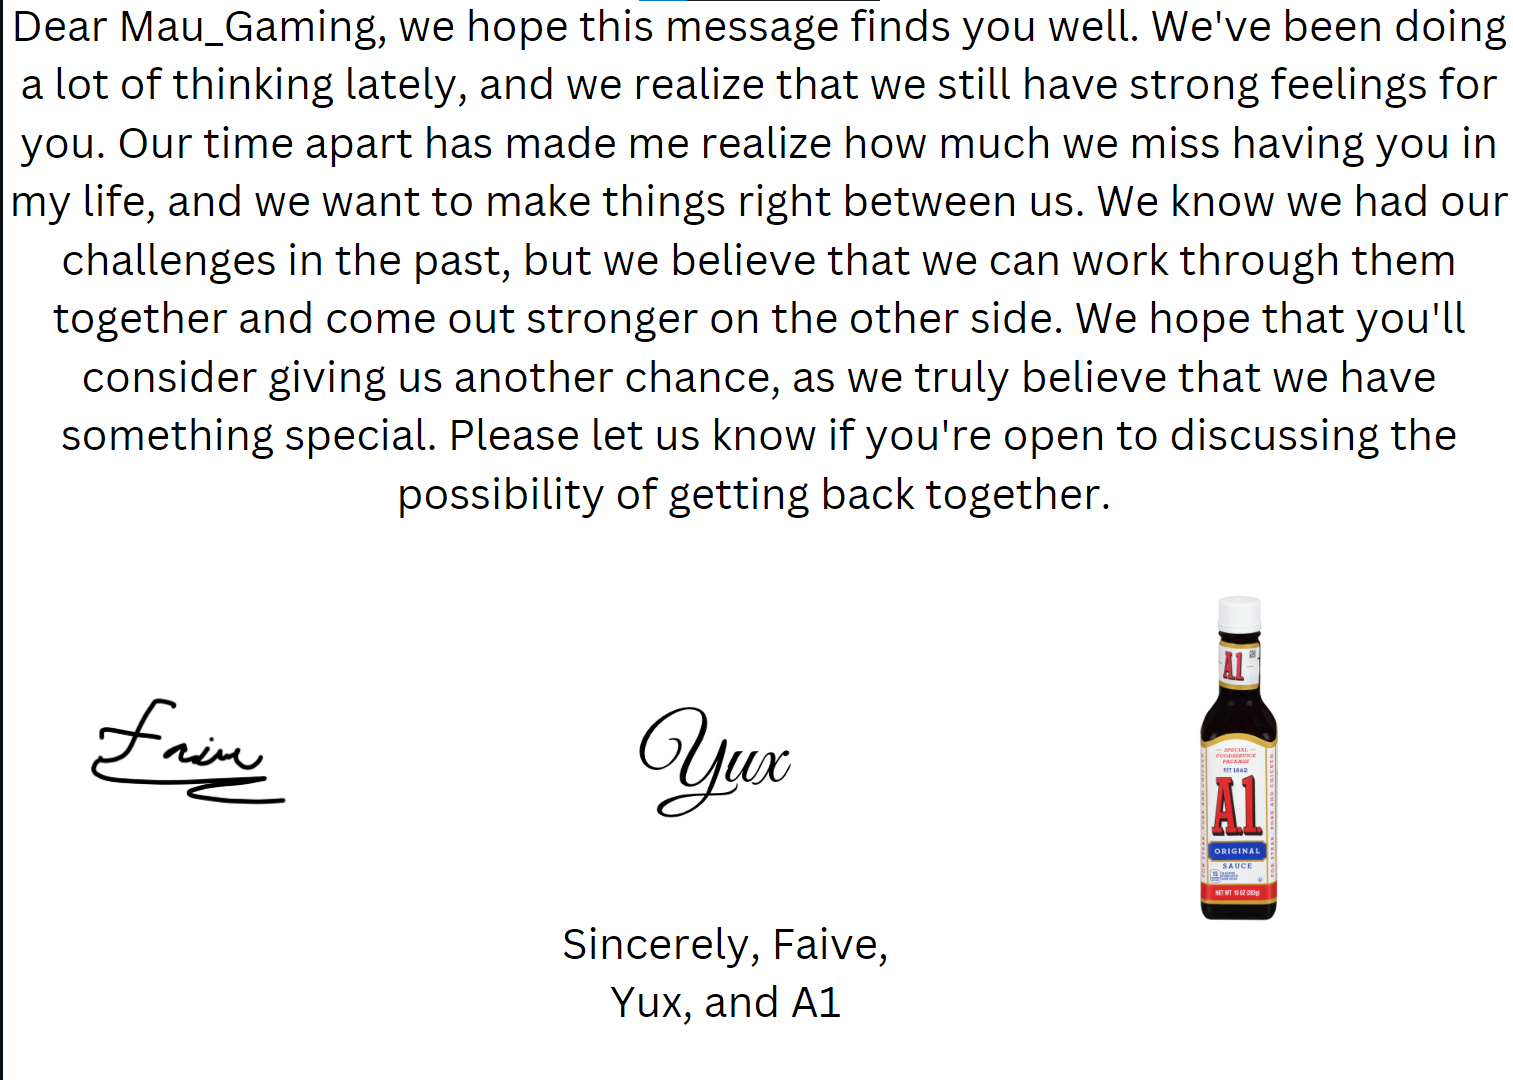 Dear Mau_Gaming, we hope this message finds you well. We've been doing
a lot of thinking lately, and we realize that we still have strong feelings for
you. Our time apart has made me realize how much we miss having you in
my life, and we want to make things right between us. We know we had our
challenges in the past, but we believe that we can work through them
together and come out stronger on the other side. We hope that you'll
consider giving us another chance, as we truly believe that we have
something special. Please let us know if you're open to discussing the
possibility of getting back together.
Faive
Yux
A1
SPECIAL
FOODSERVICE
PACKAGE
EST 1862
A.1.
ORIGINAL
SAUCE
NET WT 10 OZ (283g)
Sincerely, Faive,
Yux, and A1